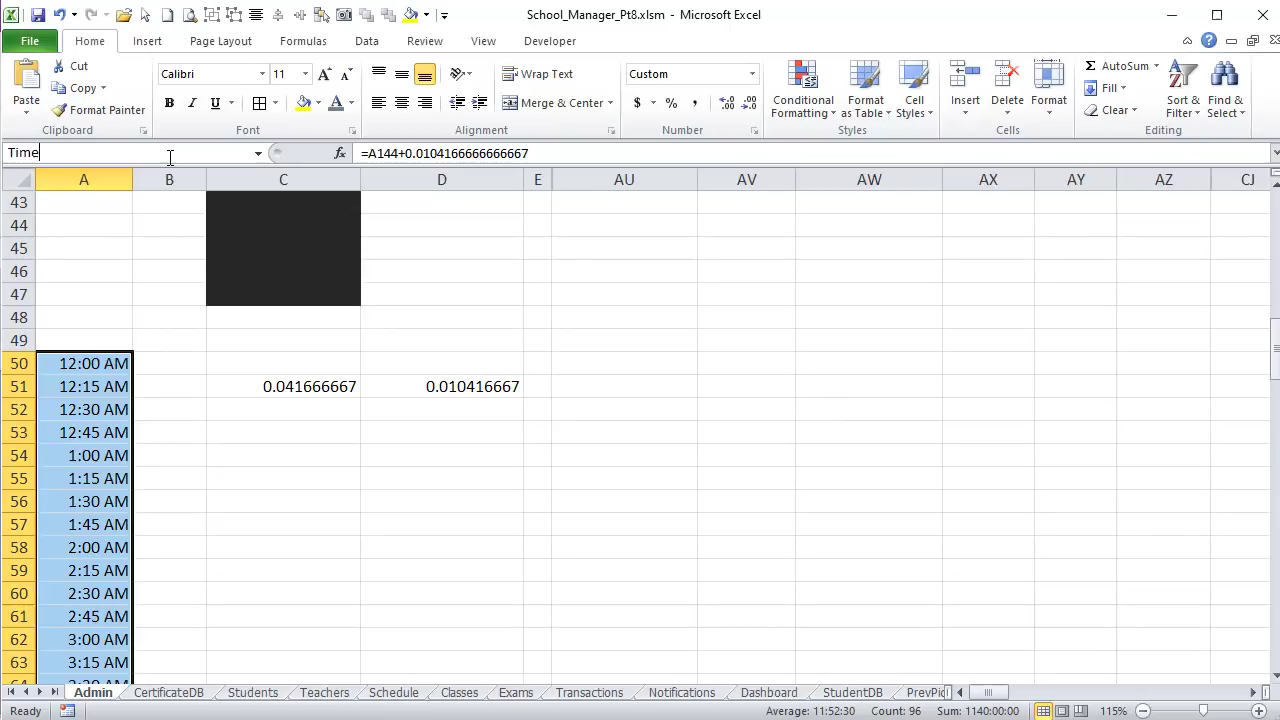 School_Manager_Pt8.xlsm - Microsoft Excel
File Home Insert Page Layout Formulas Data Review View Developer
Paste Cut Copy Format Painter Clipboard
Calibri 11 Font
Wrap Text Merge & Center Alignment
Custom $ % , Number
Conditional Formatting Format as Table Cell Styles Styles
Insert Delete Format Cells
Σ AutoSum Fill Clear Sort & Filter Find & Select Editing
Time fx =A144+0.0104166666666667
A B C D E AU AV AW AX AY AZ CJ
43
44
45
46
47
48
49
50 12:00 AM
51 12:15 AM 0.041666667 0.010416667
52 12:30 AM
53 12:45 AM
54 1:00 AM
55 1:15 AM
56 1:30 AM
57 1:45 AM
58 2:00 AM
59 2:15 AM
60 2:30 AM
61 2:45 AM
62 3:00 AM
63 3:15 AM
Admin CertificateDB Students Teachers Schedule Classes Exams Transactions Notifications Dashboard StudentDB PrevPic
Ready Average: 11:52:30 Count: 96 Sum: 1140:00:00 115%